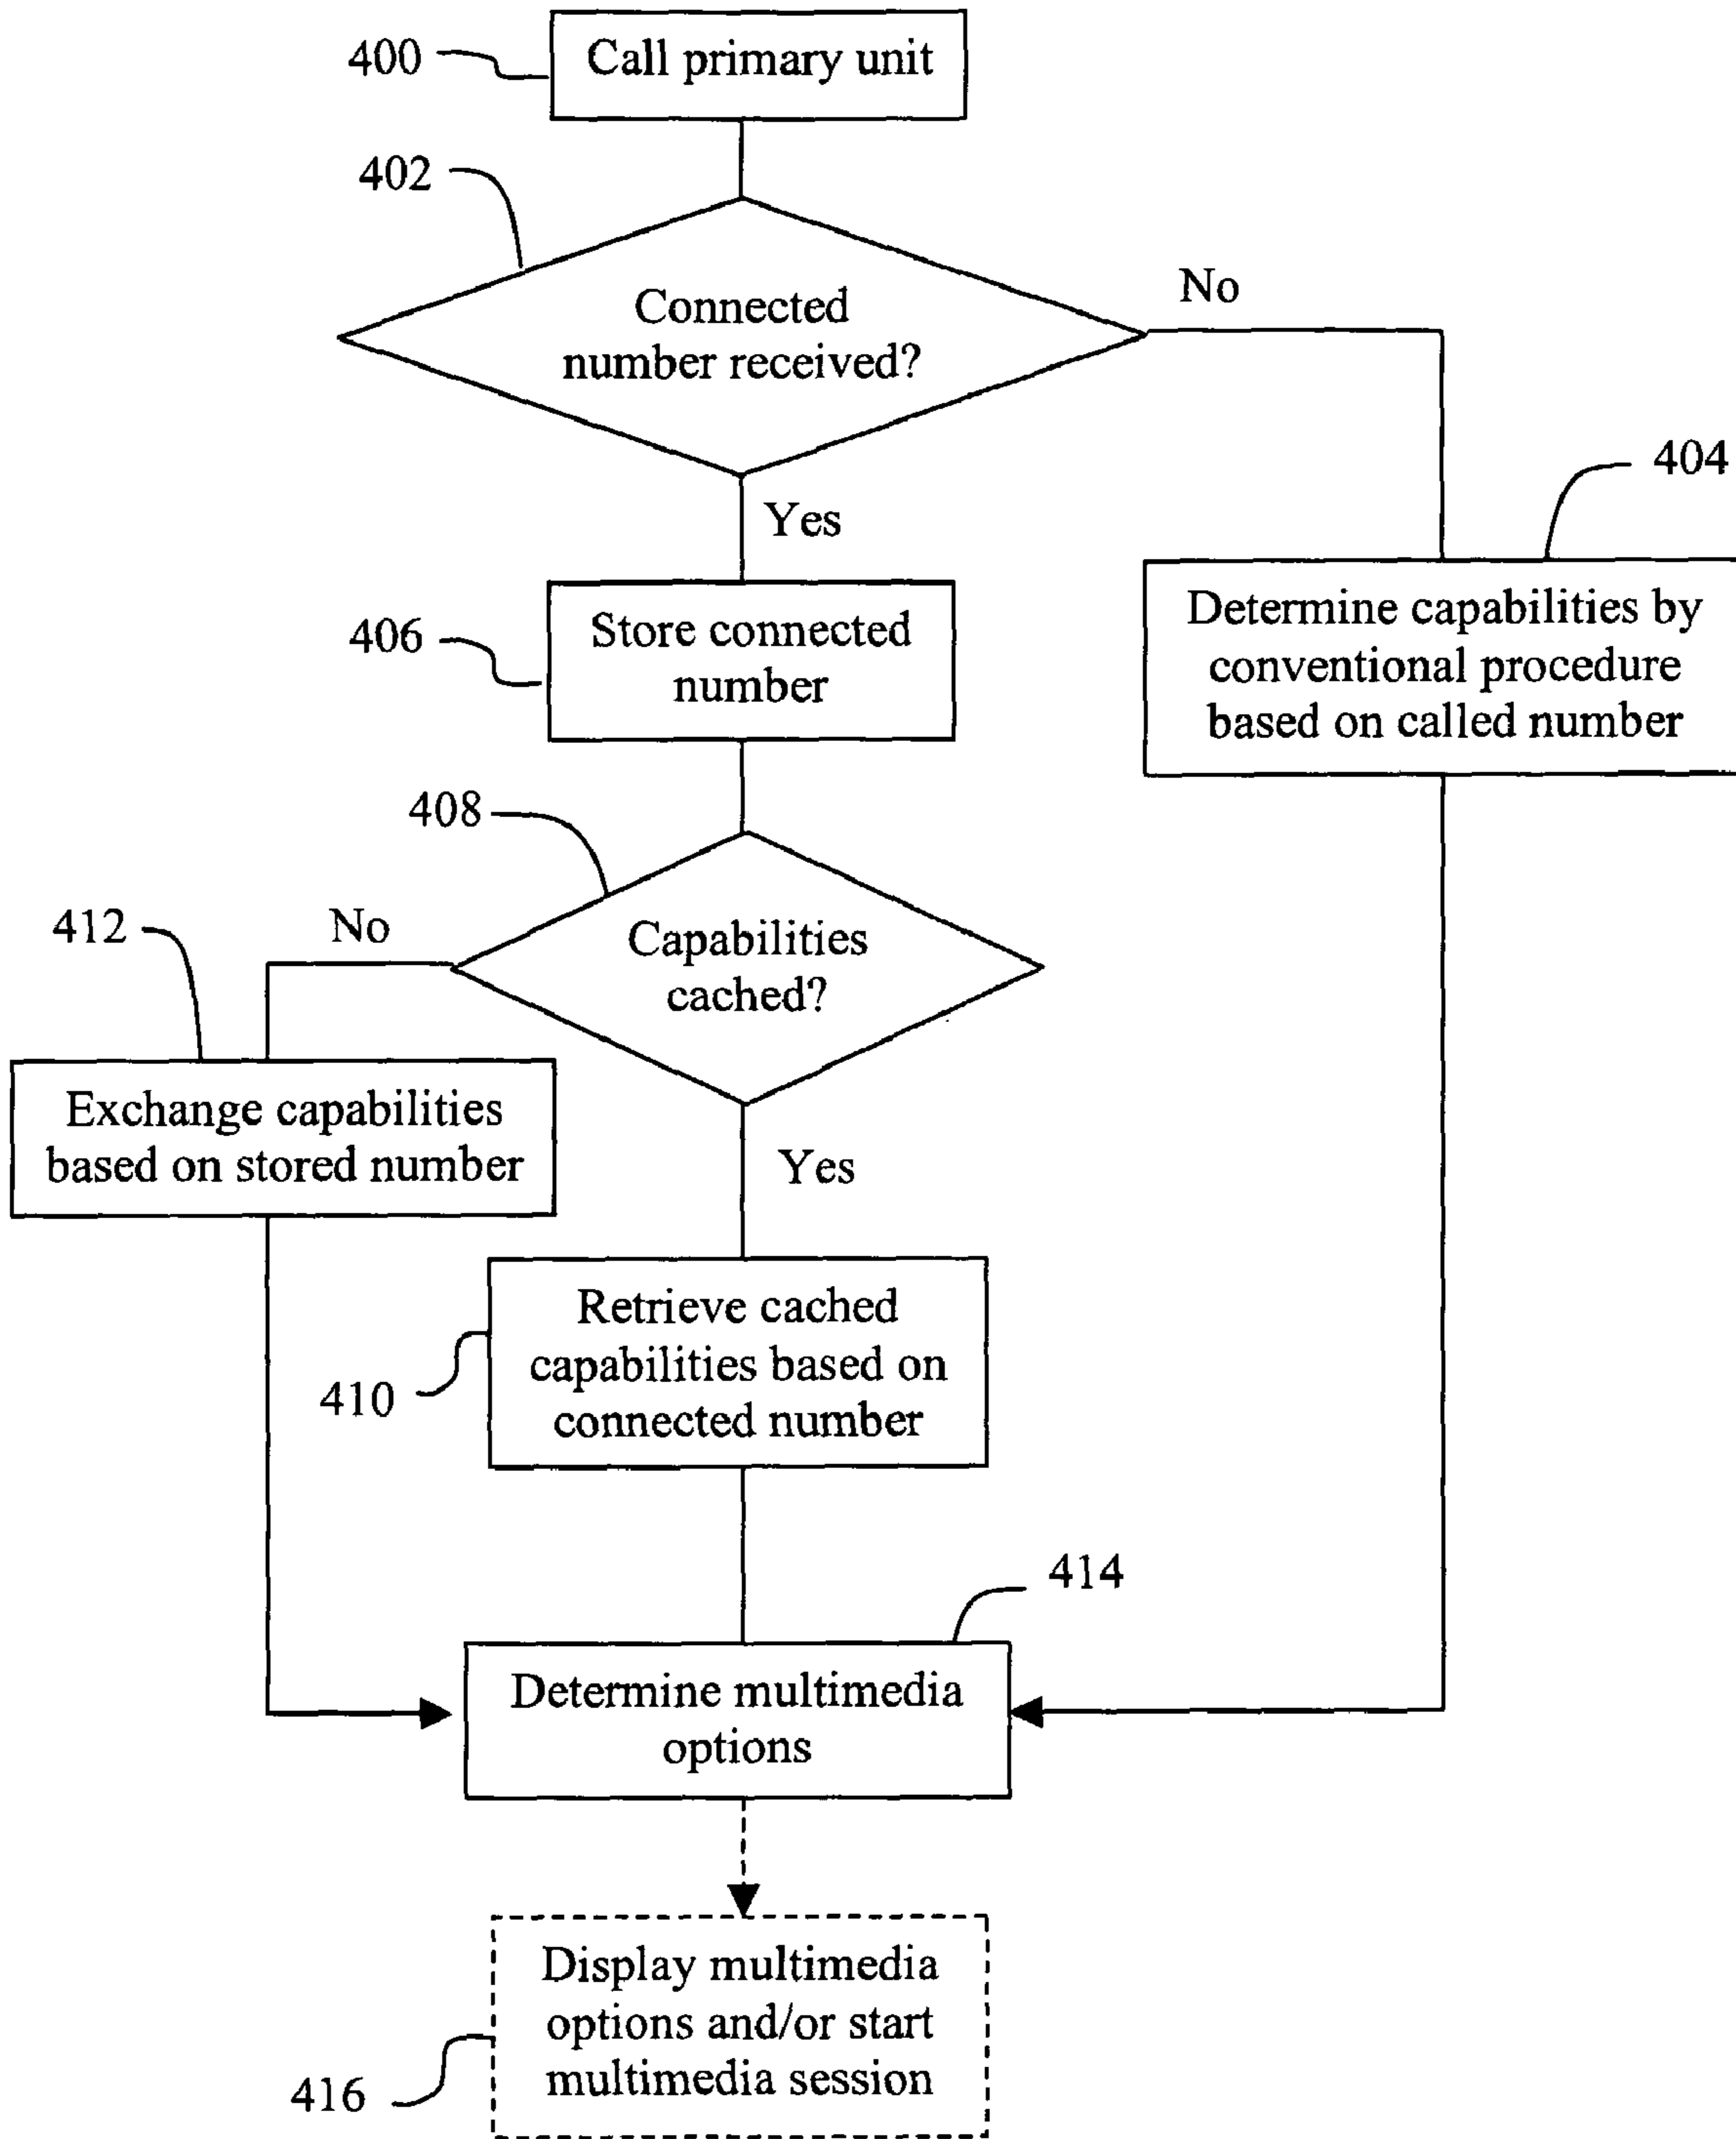 400
Call primary unit
402
Connected
number received?
No
Yes
404
Determine capabilities by
conventional procedure
based on called number
406
Store connected
number
408
Capabilities
cached?
No
412
Exchange capabilities
based on stored number
Yes
410
Retrieve cached
capabilities based on
connected number
414
Determine multimedia
options
416
Display multimedia
options and/or start
multimedia session